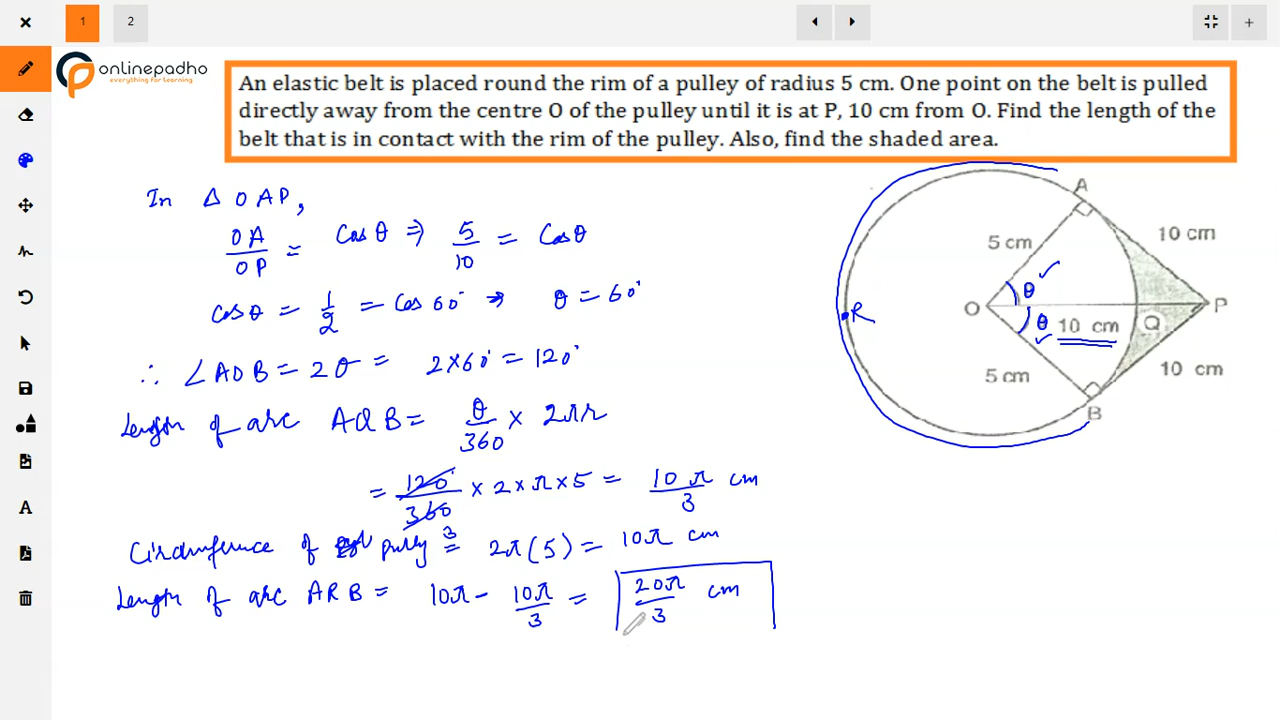 1
2
onlinepadho
everything for learning
An elastic belt is placed round the rim of a pulley of radius 5 cm. One point on the belt is pulled
directly away from the centre O of the pulley until it is at P, 10 cm from O. Find the length of the
belt that is in contact with the rim of the pulley. Also, find the shaded area.
In Δ OAP,
OA/OP = Cos θ ⇒ 5/10 = Cos θ
cos θ = 1/2 = Cos 60° ⇒ θ = 60°
∴ ∠AOB = 2θ = 2×60° = 120°
Length of arc AQB = θ/360 × 2πr
= 120°/360 × 2 × π × 5 = 10π/3 cm
3
Circumference of pully = 2π(5) = 10π cm
Length of arc ARB = 10π - 10π/3 = 20π/3 cm
A
10 cm
5 cm
θ
O
P
R
θ
10 cm
Q
5 cm
10 cm
B
A